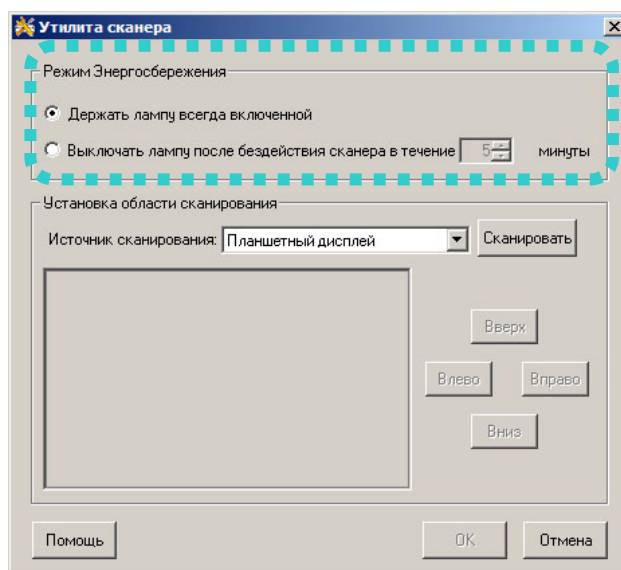 Утилита сканера
Режим Энергосбережения
Держать лампу всегда включенной
Выключать лампу после бездействия сканера в течение 5 минуты
Установка области сканирования
Источник сканирования: Планшетный дисплей Сканировать
Вверх
Влево Вправо
Вниз
Помощь OK Отмена